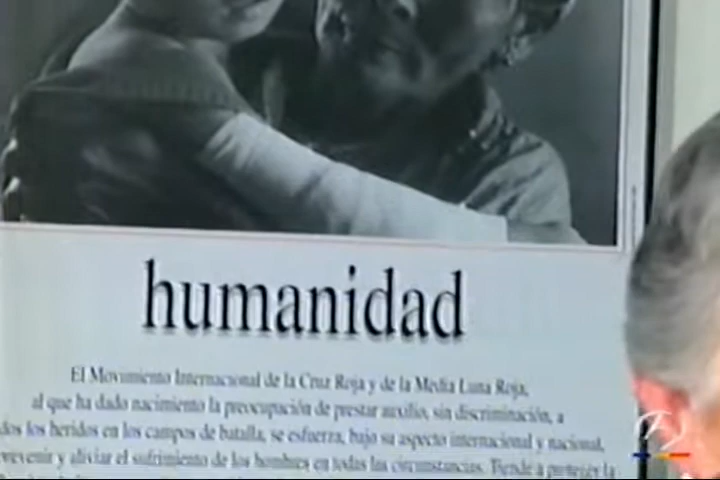 humanidad
El Movimiento Internacional de la Cruz Roja y de la Media Luna Roja,
al que ha dado nacimiento la preocupación de prestar auxilio, sin discriminación, a
dos los heridos en los campos de batalla, se esfuerza, bajo su aspecto internacional y nacional,
prevenir y aliviar el sufrimiento de los hombres en todas las circunstancias. Tiende a proteger la